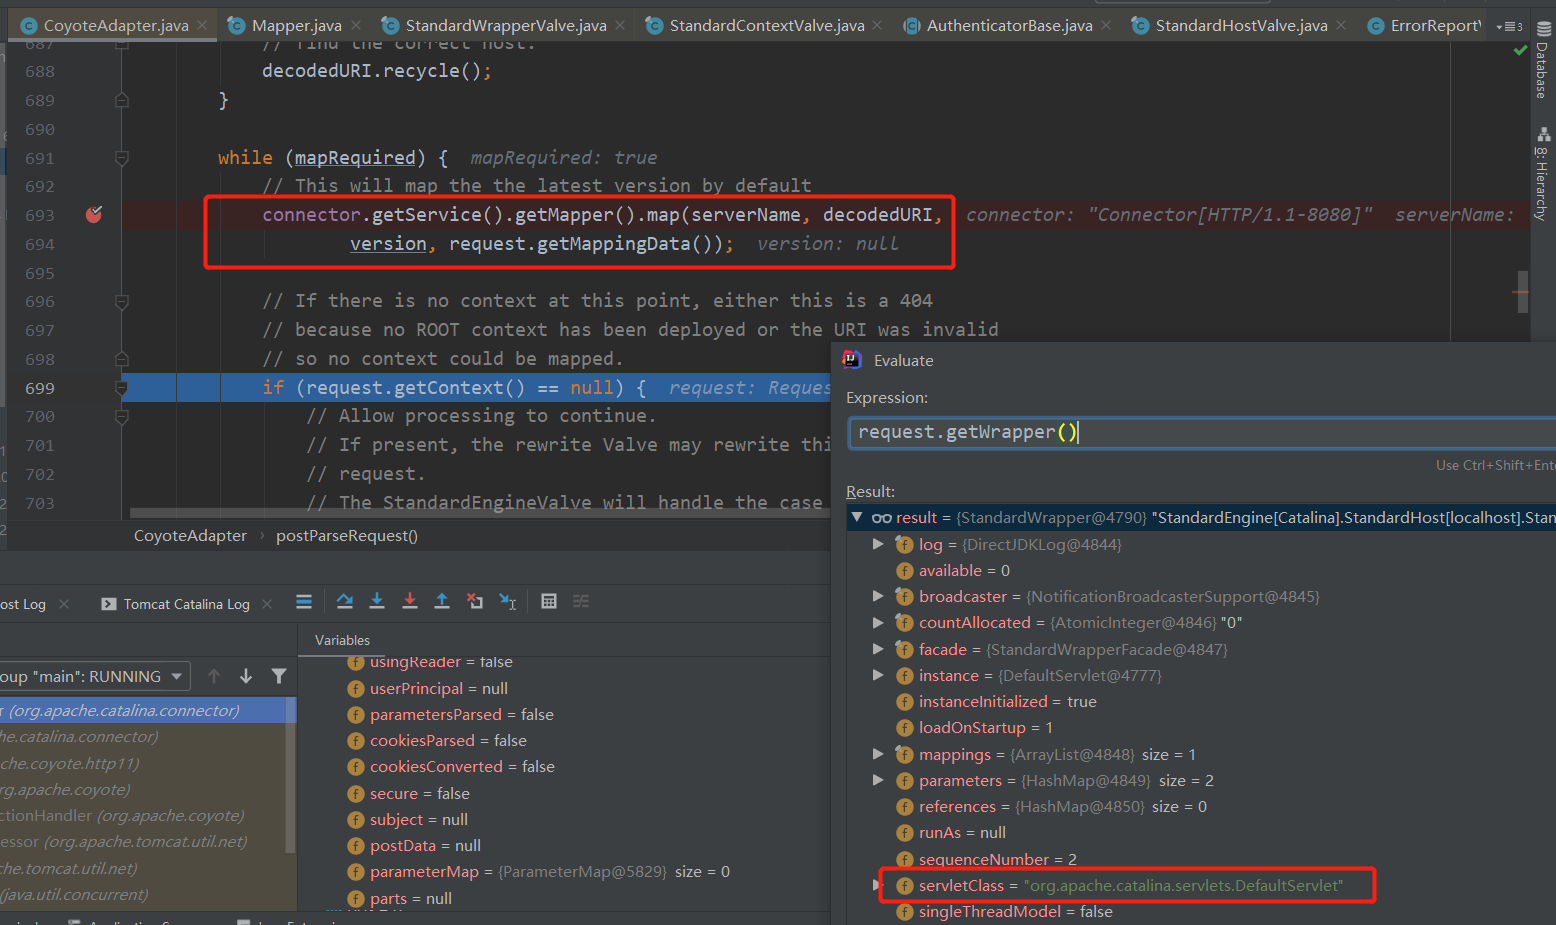 CoyoteAdapter.java
Mapper.java
StandardWrapperValve.java
StandardContextValve.java
AuthenticatorBase.java
StandardHostValve.java
ErrorReportV
3
687 // find the correct host.
688 decodedURI.recycle();
689 }
690
691 while (mapRequired) { mapRequired: true
692 // This will map the the latest version by default
693 connector.getService().getMapper().map(serverName, decodedURI, connector: "Connector[HTTP/1.1-8080]" serverName:
694 version, request.getMappingData()); version: null
695
696 // If there is no context at this point, either this is a 404
697 // because no ROOT context has been deployed or the URI was invalid
698 // so no context could be mapped.
699 if (request.getContext() == null) { request: Reques
700 // Allow processing to continue.
701 // If present, the rewrite Valve may rewrite thi
702 // request.
703 // The StandardEngineValve will handle the case
CoyoteAdapter › postParseRequest()
Database
8: Hierarchy
Evaluate
Expression:
request.getWrapper()
Use Ctrl+Shift+Ente
Result:
result = {StandardWrapper@4790} "StandardEngine[Catalina].StandardHost[localhost].Stan
log = {DirectJDKLog@4844}
available = 0
broadcaster = {NotificationBroadcasterSupport@4845}
countAllocated = {AtomicInteger@4846} "0"
facade = {StandardWrapperFacade@4847}
instance = {DefaultServlet@4777}
instanceInitialized = true
loadOnStartup = 1
mappings = {ArrayList@4848} size = 1
parameters = {HashMap@4849} size = 2
references = {HashMap@4850} size = 0
runAs = null
sequenceNumber = 2
servletClass = "org.apache.catalina.servlets.DefaultServlet"
singleThreadModel = false
ost Log
Tomcat Catalina Log
oup "main": RUNNING
r (org.apache.catalina.connector)
he.catalina.connector)
che.coyote.http11)
rg.apache.coyote)
ctionHandler (org.apache.coyote)
essor (org.apache.tomcat.util.net)
che.tomcat.util.net)
(java.util.concurrent)
Variables
usingReader = false
userPrincipal = null
parametersParsed = false
cookiesParsed = false
cookiesConverted = false
secure = false
subject = null
postData = null
parameterMap = {ParameterMap@5829} size = 0
parts = null